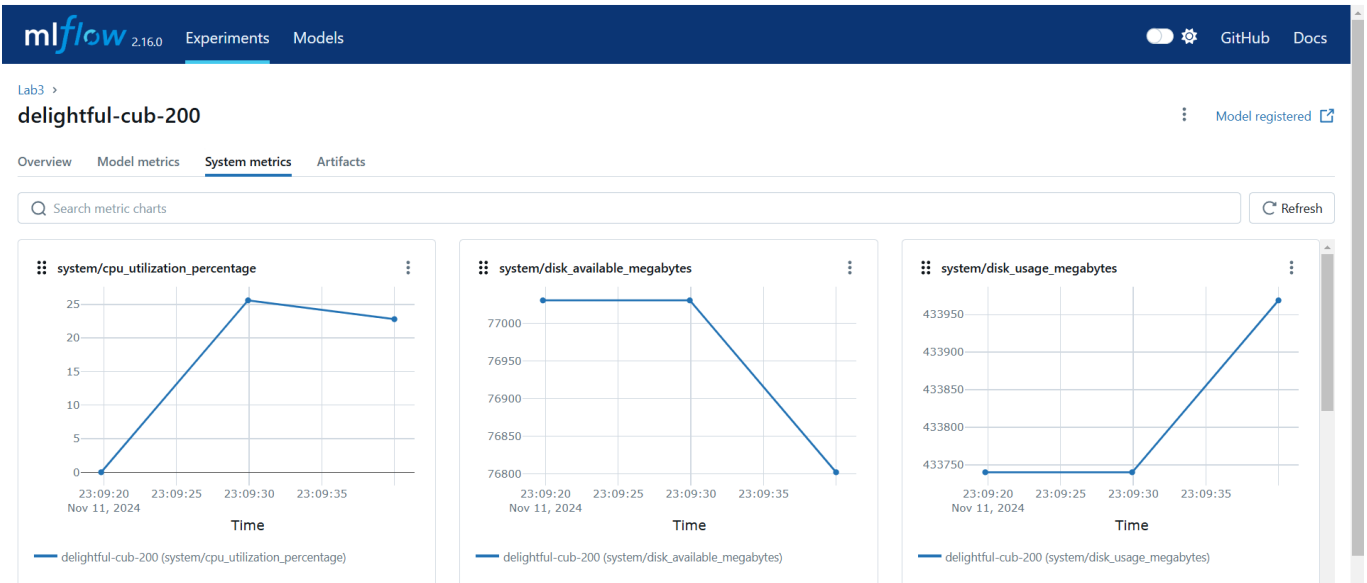 mlflow 2.16.0 Experiments Models GitHub Docs
Lab3 >
delightful-cub-200
Model registered
Overview Model metrics System metrics Artifacts
Search metric charts
Refresh
system/cpu_utilization_percentage
25
20
15
10
5
0
23:09:20 23:09:25 23:09:30 23:09:35
Nov 11, 2024
Time
delightful-cub-200 (system/cpu_utilization_percentage)
system/disk_available_megabytes
77000
76950
76900
76850
76800
23:09:20 23:09:25 23:09:30 23:09:35
Nov 11, 2024
Time
delightful-cub-200 (system/disk_available_megabytes)
system/disk_usage_megabytes
433950
433900
433850
433800
433750
23:09:20 23:09:25 23:09:30 23:09:35
Nov 11, 2024
Time
delightful-cub-200 (system/disk_usage_megabytes)